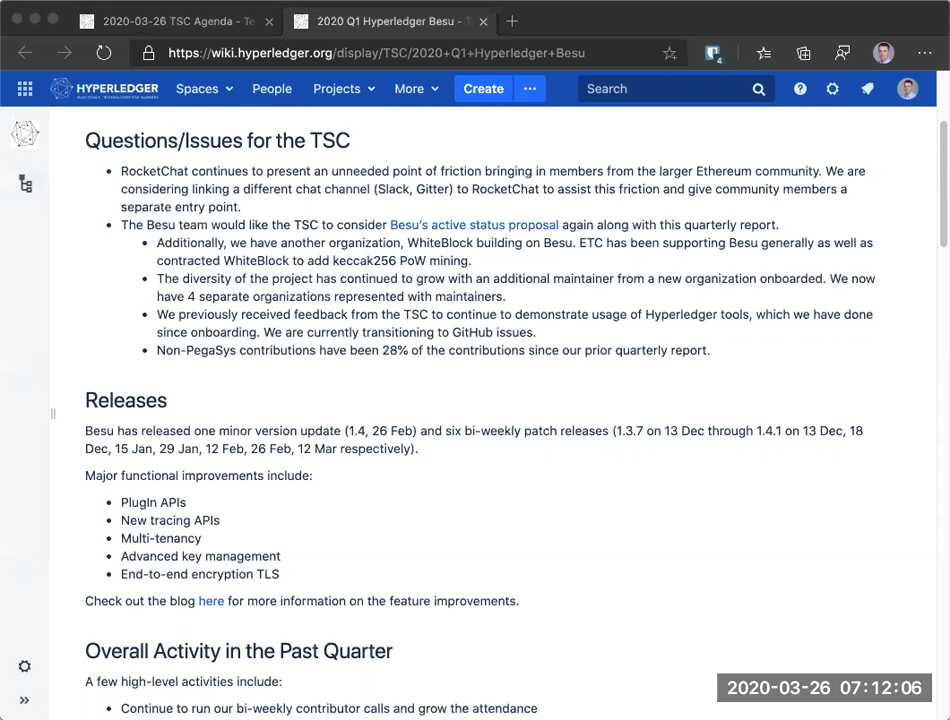 2020-03-26 TSC Agenda - Te
2020 Q1 Hyperledger Besu - T
https://wiki.hyperledger.org/display/TSC/2020+Q1+Hyperledger+Besu
4
HYPERLEDGER
Spaces
People
Projects
More
Create
Search
Questions/Issues for the TSC
• RocketChat continues to present an unneeded point of friction bringing in members from the larger Ethereum community. We are
considering linking a different chat channel (Slack, Gitter) to RocketChat to assist this friction and give community members a
separate entry point.
• The Besu team would like the TSC to consider Besu's active status proposal again along with this quarterly report.
• Additionally, we have another organization, WhiteBlock building on Besu. ETC has been supporting Besu generally as well as
contracted WhiteBlock to add keccak256 PoW mining.
• The diversity of the project has continued to grow with an additional maintainer from a new organization onboarded. We now
have 4 separate organizations represented with maintainers.
• We previously received feedback from the TSC to continue to demonstrate usage of Hyperledger tools, which we have done
since onboarding. We are currently transitioning to GitHub issues.
• Non-PegaSys contributions have been 28% of the contributions since our prior quarterly report.
Releases
Besu has released one minor version update (1.4, 26 Feb) and six bi-weekly patch releases (1.3.7 on 13 Dec through 1.4.1 on 13 Dec, 18
Dec, 15 Jan, 29 Jan, 12 Feb, 26 Feb, 12 Mar respectively).
Major functional improvements include:
• PlugIn APIs
• New tracing APIs
• Multi-tenancy
• Advanced key management
• End-to-end encryption TLS
Check out the blog here for more information on the feature improvements.
Overall Activity in the Past Quarter
A few high-level activities include:
• Continue to run our bi-weekly contributor calls and grow the attendance
2020-03-26 07:12:06